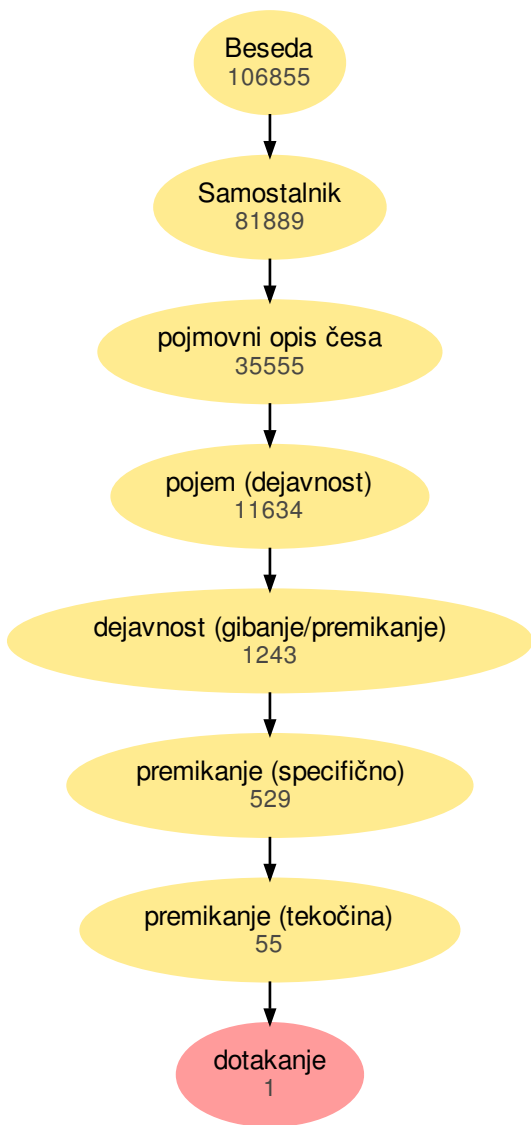 Beseda
106855
Samostalnik
81889
pojmovni opis česa
35555
pojem (dejavnost)
11634
dejavnost (gibanje/premikanje)
1243
premikanje (specifično)
529
premikanje (tekočina)
55
dotakanje
1